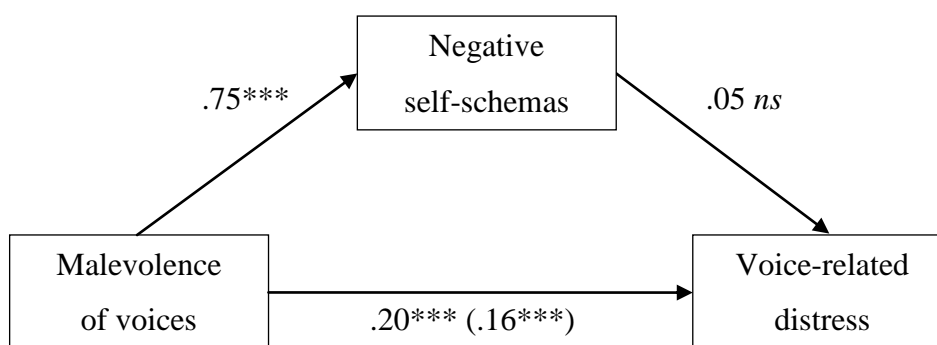 Negative
self-schemas
.75***
.05 ns
Malevolence
of voices
Voice-related
distress
.20*** (.16***)